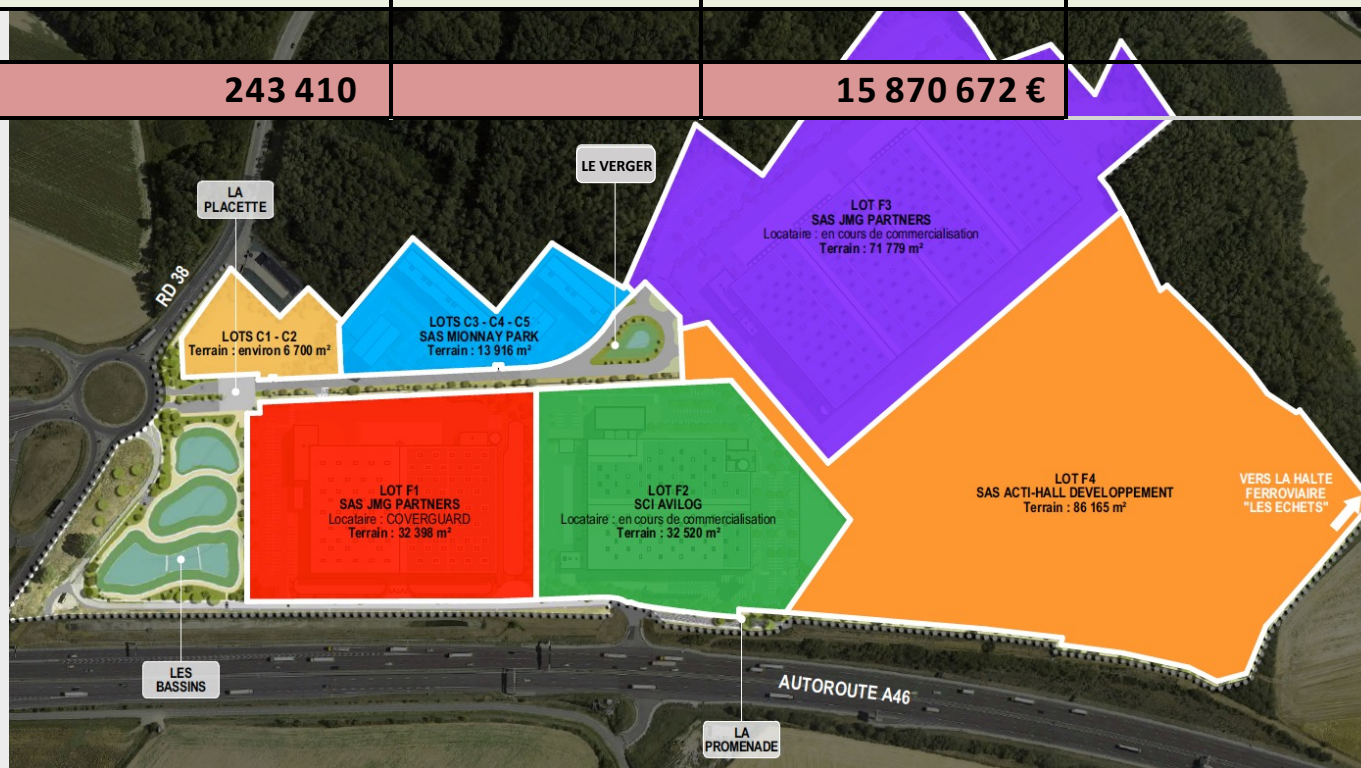 243 410
15 870 672 €
LE VERGER
LA
PLACETTE
RD 38
LOT F3
SAS JMG PARTNERS
Locataire : en cours de commercialisation
Terrain : 71 779 m²
LOTS C1 - C2
Terrain : environ 6 700 m²
LOTS C3 - C4 - C5
SAS MIONNAY PARK
Terrain : 13 916 m²
LOT F1
SAS JMG PARTNERS
Locataire : COVERGUARD
Terrain : 32 398 m²
LOT F2
SCI AVILOG
Locataire : en cours de commercialisation
Terrain : 32 520 m²
LOT F4
SAS ACTI-HALL DEVELOPPEMENT
Terrain : 86 165 m²
VERS LA HALTE
FERROVIAIRE
"LES ECHETS"
LES
BASSINS
AUTOROUTE A46
LA
PROMENADE